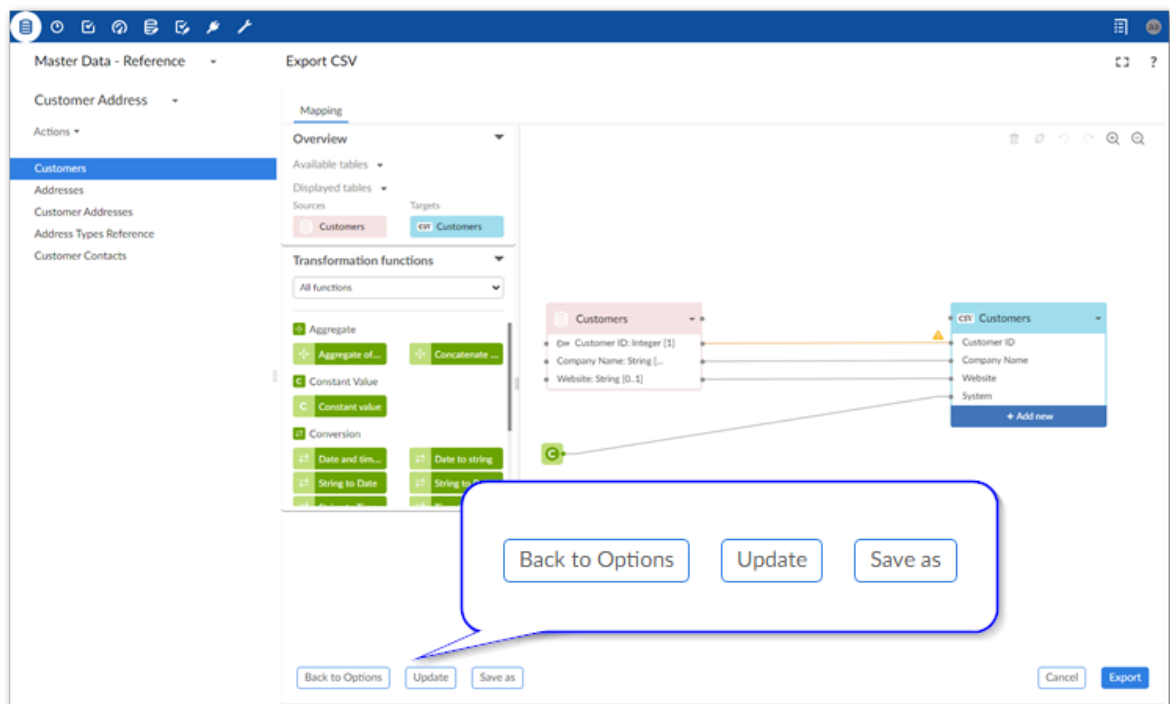 Master Data - Reference
Export CSV
?
Customer Address
Actions
Customers
Addresses
Customer Addresses
Address Types Reference
Customer Contacts
Mapping
Overview
Available tables
Displayed tables
Sources Targets
Customers CSV Customers
Transformation functions
All functions
Aggregate
Aggregate of... Concatenate ...
C Constant Value
C Constant value
Conversion
Date and tim... Date to string
String to Date String to
Customers
Customer ID: Integer [1]
Company Name: String [...
Website: String [0..1]
C
CSV Customers
Customer ID
Company Name
Website
System
+ Add new
Back to Options Update Save as
Back to Options Update Save as Cancel Export